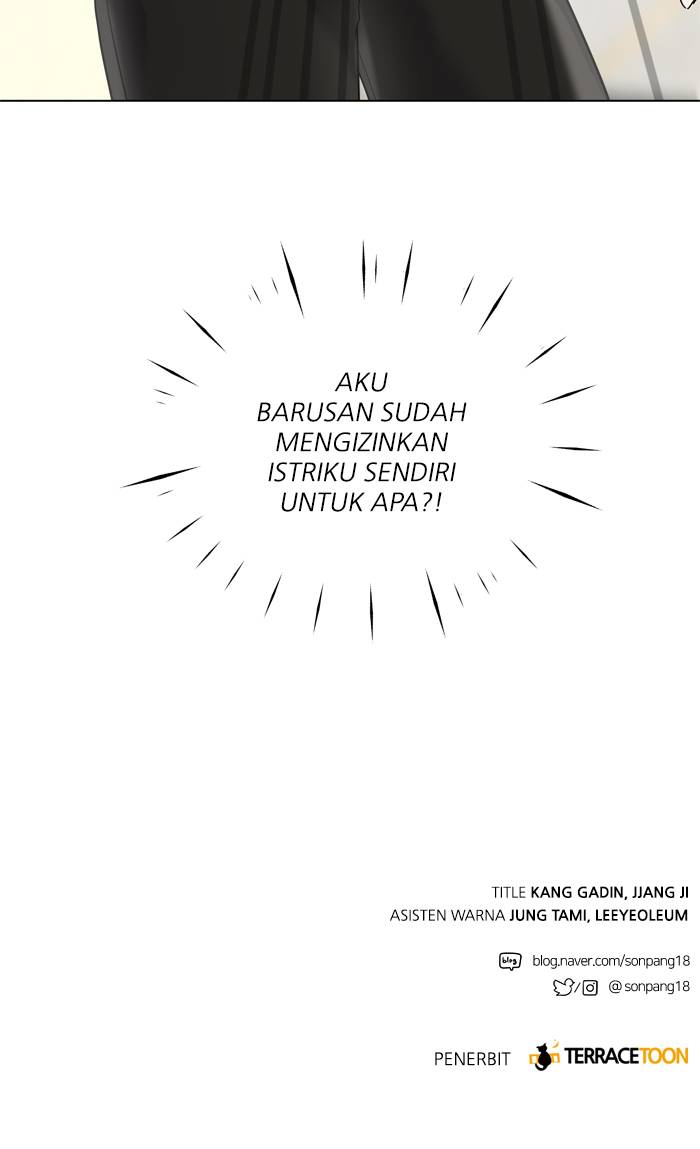 AKU
BARUSAN SUDAH
MENGIZINKAN
ISTRIKU SENDIRI
UNTUK APA?!
TITLE KANG GADIN, JJANG JI
ASISTEN WARNA JUNG TAMI, LEEYEOLEUM
blog blog.naver.com/sonpang18
/ @sonpang18
PENERBIT TERRACETOON